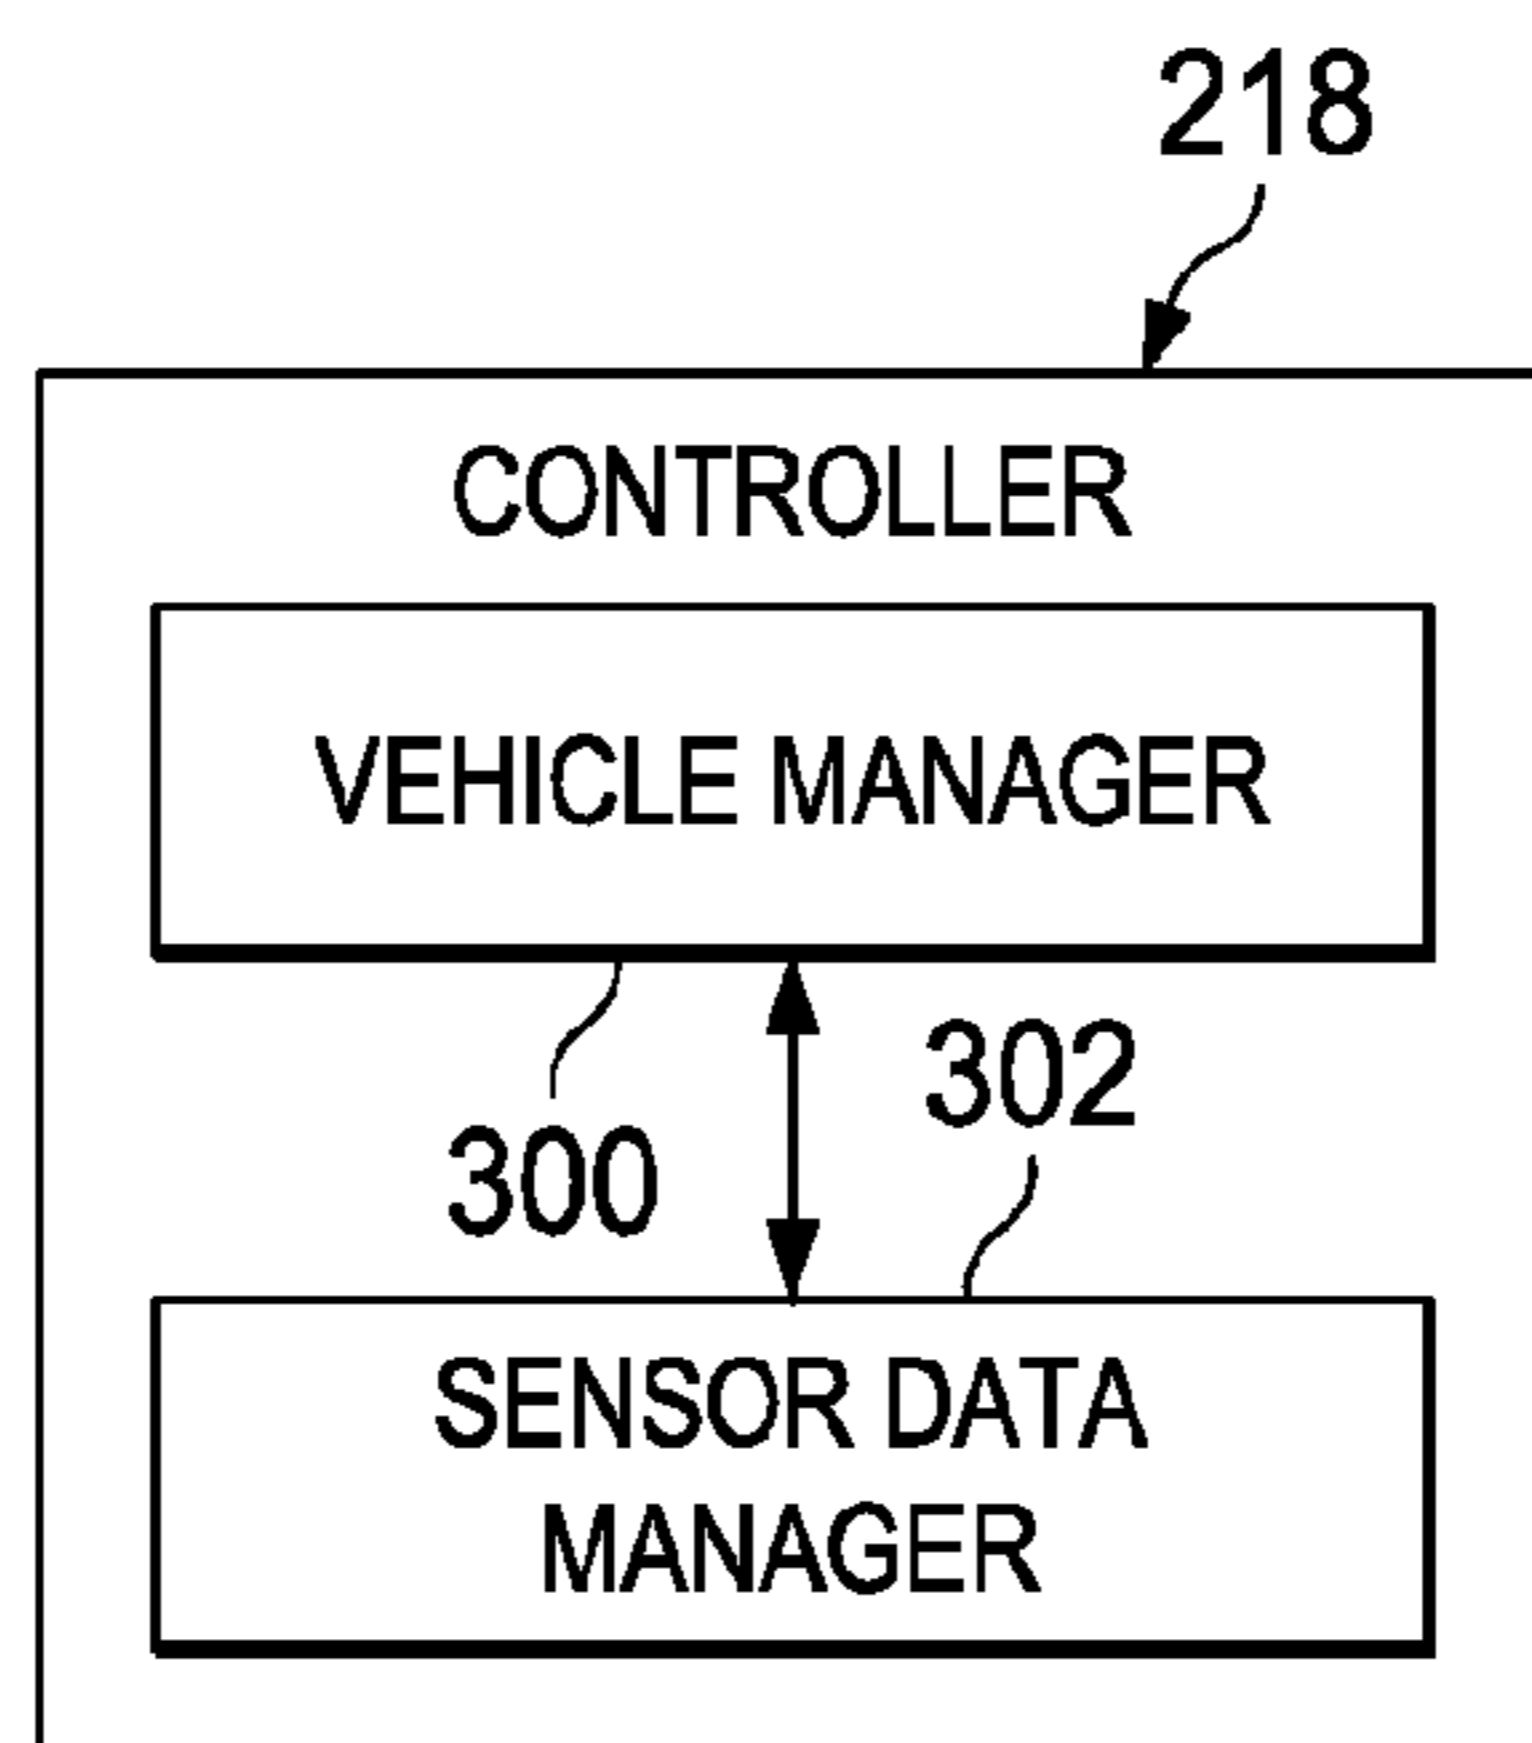 218
CONTROLLER
VEHICLE MANAGER
302
300
SENSOR DATA
MANAGER